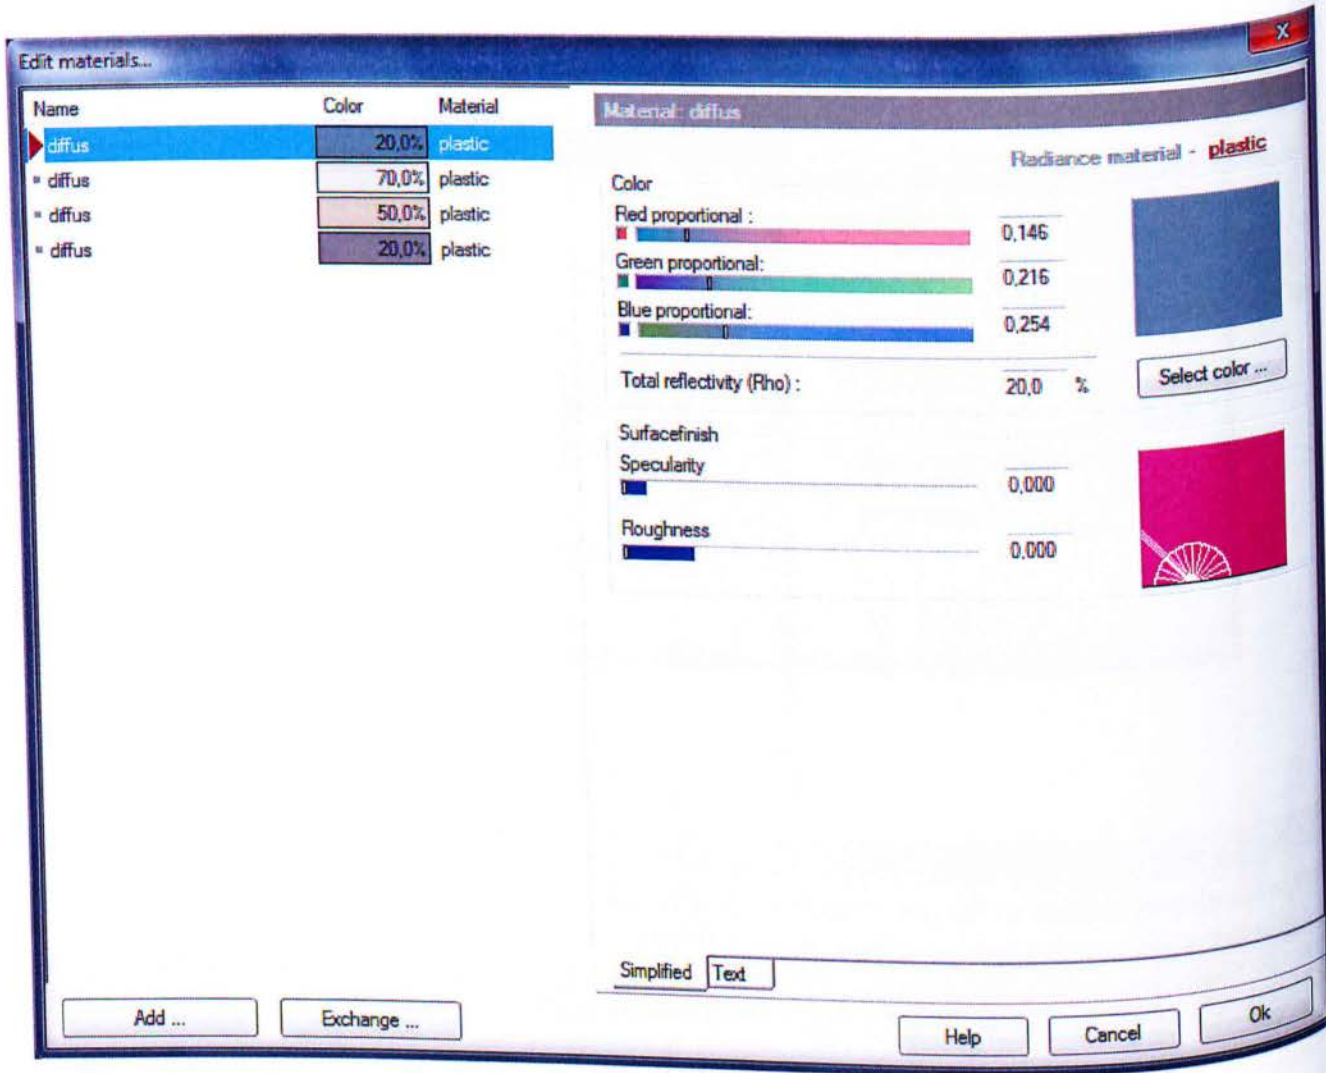 Edit materials...
X
Name Color Material
diffus 20,0% plastic
diffus 70,0% plastic
diffus 50,0% plastic
diffus 20,0% plastic
Material: diffus
Radiance material - plastic
Color
Red proportional : 0,146
Green proportional: 0,216
Blue proportional: 0,254
Total reflectivity (Rho) : 20,0 %
Select color ...
Surfacefinish
Specularity 0,000
Roughness 0,000
Simplified Text
Add ... Exchange ... Help Cancel Ok